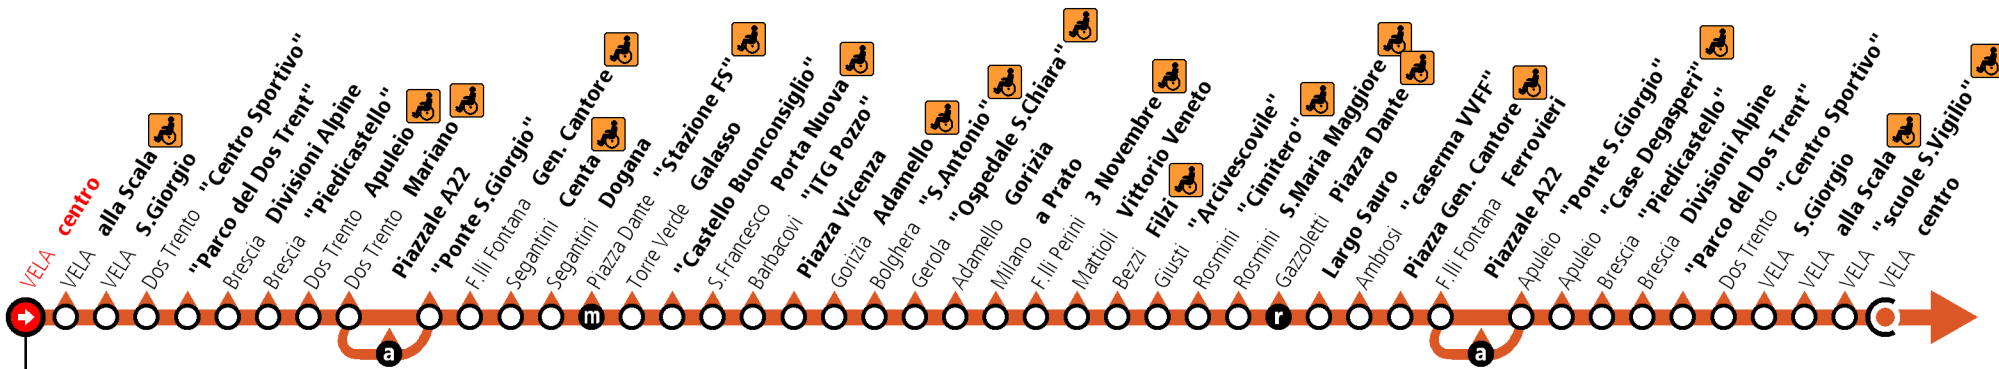 VELA centro
VELA alla Scala
VELA S.Giorgio
Dos Trento "Centro Sportivo"
"Parco del Dos Trent"
Brescia Divisioni Alpine
Brescia "Piedicastello"
Dos Trento Apuleio
Dos Trento Mariano
Piazzale A22
"Ponte S.Giorgio"
F.lli Fontana Gen. Cantore
Segantini Centa
Segantini Dogana
Piazza Dante "Stazione FS"
Torre Verde Galasso
"Castello Buonconsiglio"
S.Francesco Porta Nuova
Barbacovi "ITG Pozzo"
Piazza Vicenza
Gorizia Adamello
Bolghera "S.Antonio"
Gerola "Ospedale S.Chiara"
Adamello Gorizia
Milano a Prato
F.lli Perini 3 Novembre
Mattioli Vittorio Veneto
Bezzi Filzi
Giusti "Arcivescovile"
Rosmini "Cimitero"
Rosmini S.Maria Maggiore
Gazzoletti Piazza Dante
Largo Sauro
Ambrosi "caserma VVFF"
Piazza Gen. Cantore
F.lli Fontana Ferrovieri
Piazzale A22
Apuleio "Ponte S.Giorgio"
Apuleio "Case Degasperi"
Brescia "Piedicastello"
Brescia Divisioni Alpine
"Parco del Dos Trent"
Dos Trento "Centro Sportivo"
VELA S.Giorgio
VELA alla Scala
VELA "scuole S.Vigilio"
VELA centro
m
r
a
a